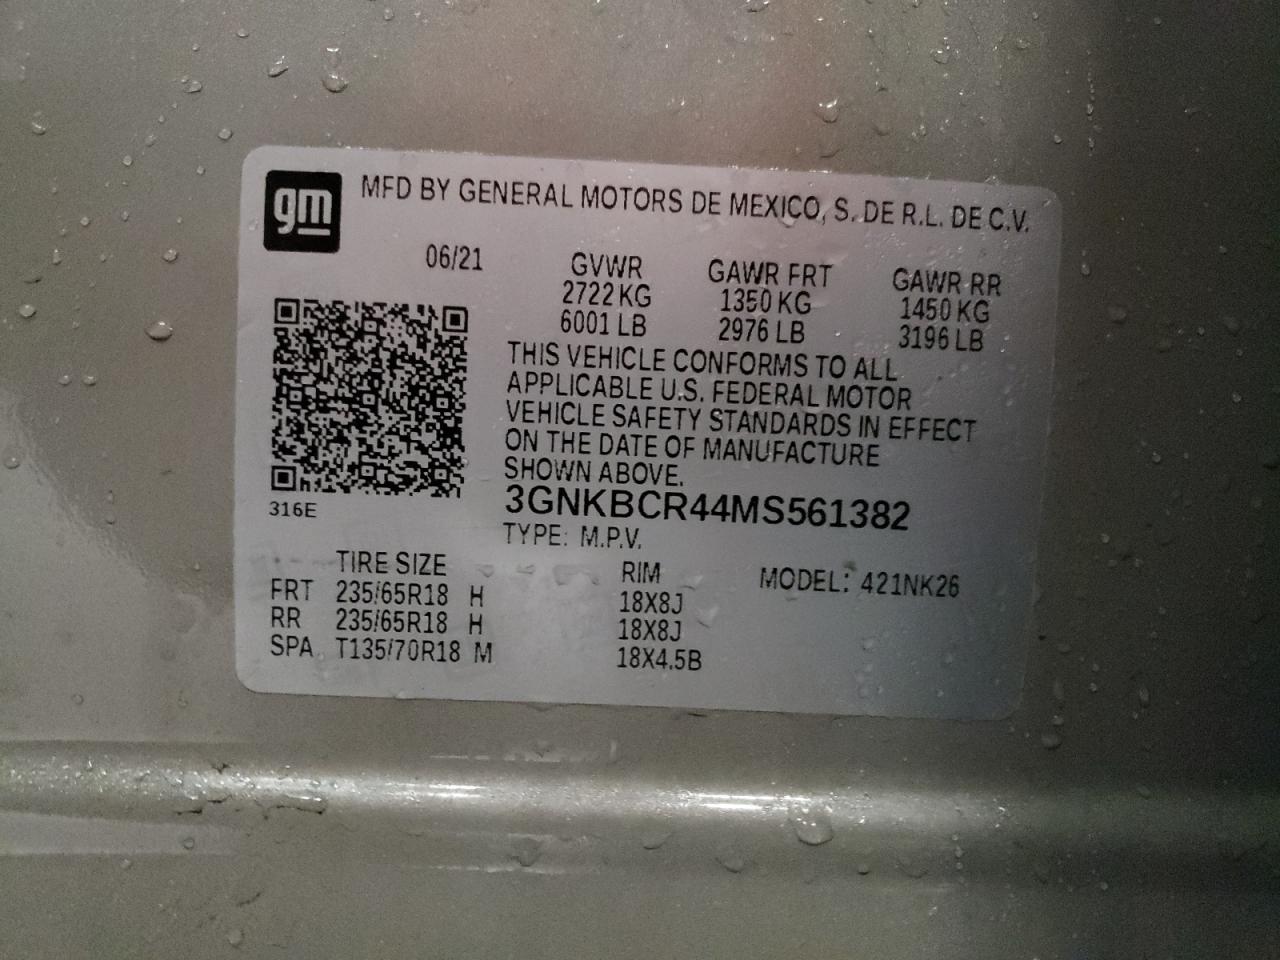 gm
MFD BY GENERAL MOTORS DE MEXICO, S. DE R.L. DE C.V.
06/21 GVWR GAWR FRT GAWR RR
2722 KG 1350 KG 1450 KG
6001 LB 2976 LB 3196 LB
THIS VEHICLE CONFORMS TO ALL
APPLICABLE U.S. FEDERAL MOTOR
VEHICLE SAFETY STANDARDS IN EFFECT
ON THE DATE OF MANUFACTURE
SHOWN ABOVE.
316E
3GNKBCR44MS561382
TYPE: M.P.V.
TIRE SIZE RIM MODEL: 421NK26
FRT 235/65R18 H 18X8J
RR 235/65R18 H 18X8J
SPA T135/70R18 M 18X4.5B